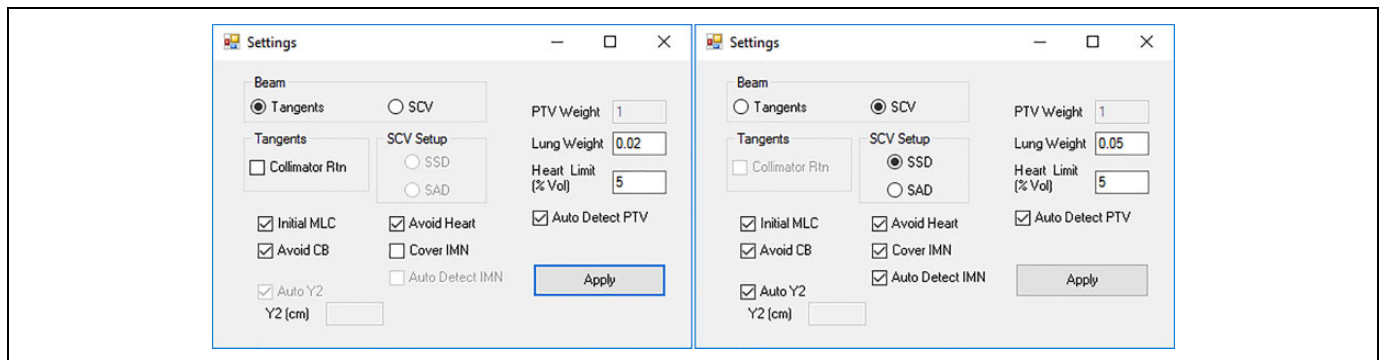 Settings
Beam
Tangents SCV
PTV Weight 1
Tangents SCV Setup
Lung Weight 0.02
Collimator Rtn SSD
Heart Limit
(% Vol) 5
SAD
Initial MLC Avoid Heart Auto Detect PTV
Avoid CB Cover IMN
Auto Detect IMN Apply
Auto Y2
Y2 (cm)
Settings
Beam
Tangents SCV
PTV Weight 1
Tangents SCV Setup
Lung Weight 0.05
Collimator Rtn SSD
Heart Limit
(% Vol) 5
SAD
Initial MLC Avoid Heart Auto Detect PTV
Avoid CB Cover IMN
Auto Detect IMN Apply
Auto Y2
Y2 (cm)